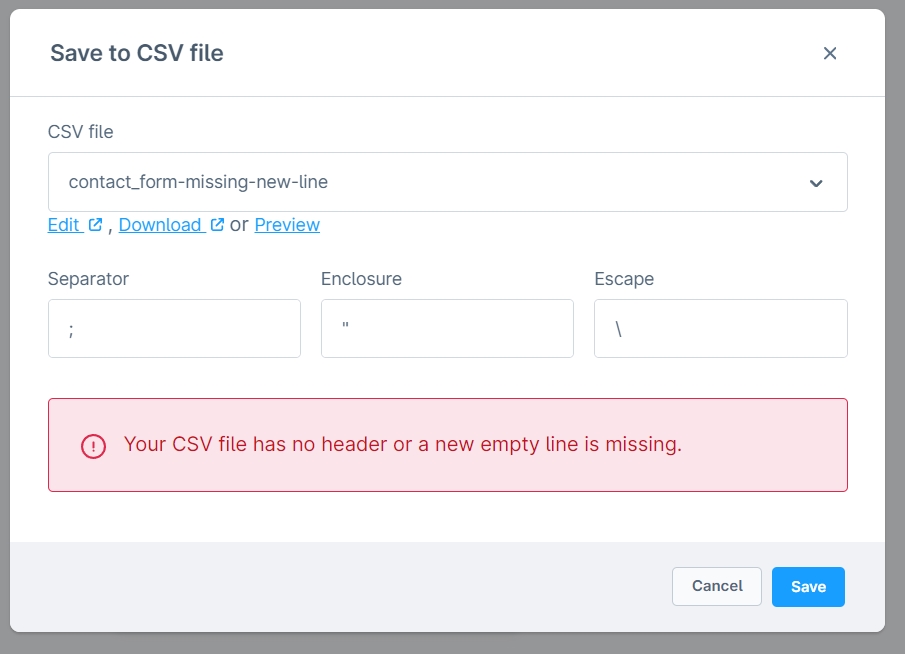 Save to CSV file
CSV file
contact_form-missing-new-line
Edit , Download or Preview
Separator Enclosure Escape
; " \
Your CSV file has no header or a new empty line is missing.
Cancel Save